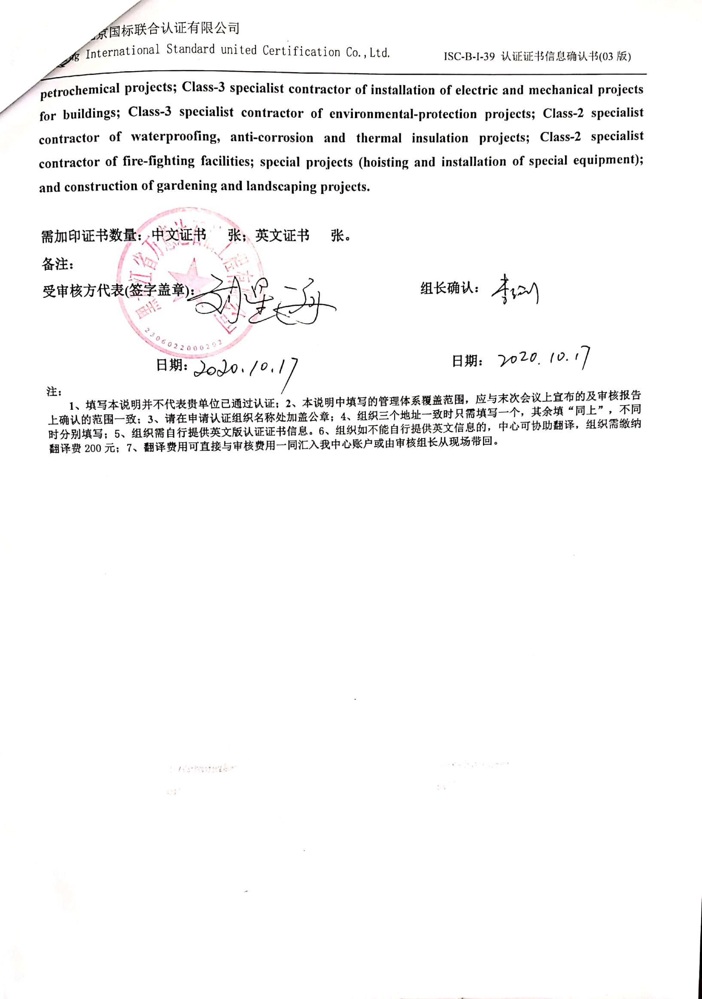 京国标联合认证有限公司
International Standard united Certification Co.,Ltd.
ISC-B-I-39 认证证书信息确认书(03 版)
petrochemical projects; Class-3 specialist contractor of installation of electric and mechanical projects
for buildings; Class-3 specialist contractor of environmental-protection projects; Class-2 specialist
contractor of waterproofing, anti-corrosion and thermal insulation projects; Class-2 specialist
contractor of fire-fighting facilities; special projects (hoisting and installation of special equipment);
and construction of gardening and landscaping projects.
需加印证书数量：中文证书 张；英文证书 张。
备注：
受审核方代表(签字盖章)：
组长确认：
2306022000202
日期：2020.10.17
日期：2020.10.17
注：
1、填写本说明并不代表贵单位已通过认证；2、本说明中填写的管理体系覆盖范围，应与末次会议上宣布的及审核报告
上确认的范围一致；3、请在申请认证组织名称处加盖公章；4、组织三个地址一致时只需填写一个，其余填“同上”，不同
时分别填写；5、组织需自行提供英文版认证证书信息。6、组织如不能自行提供英文信息的，中心可协助翻译，组织需缴纳
翻译费 200 元；7、翻译费用可直接与审核费用一同汇入我中心账户或由审核组长从现场带回。